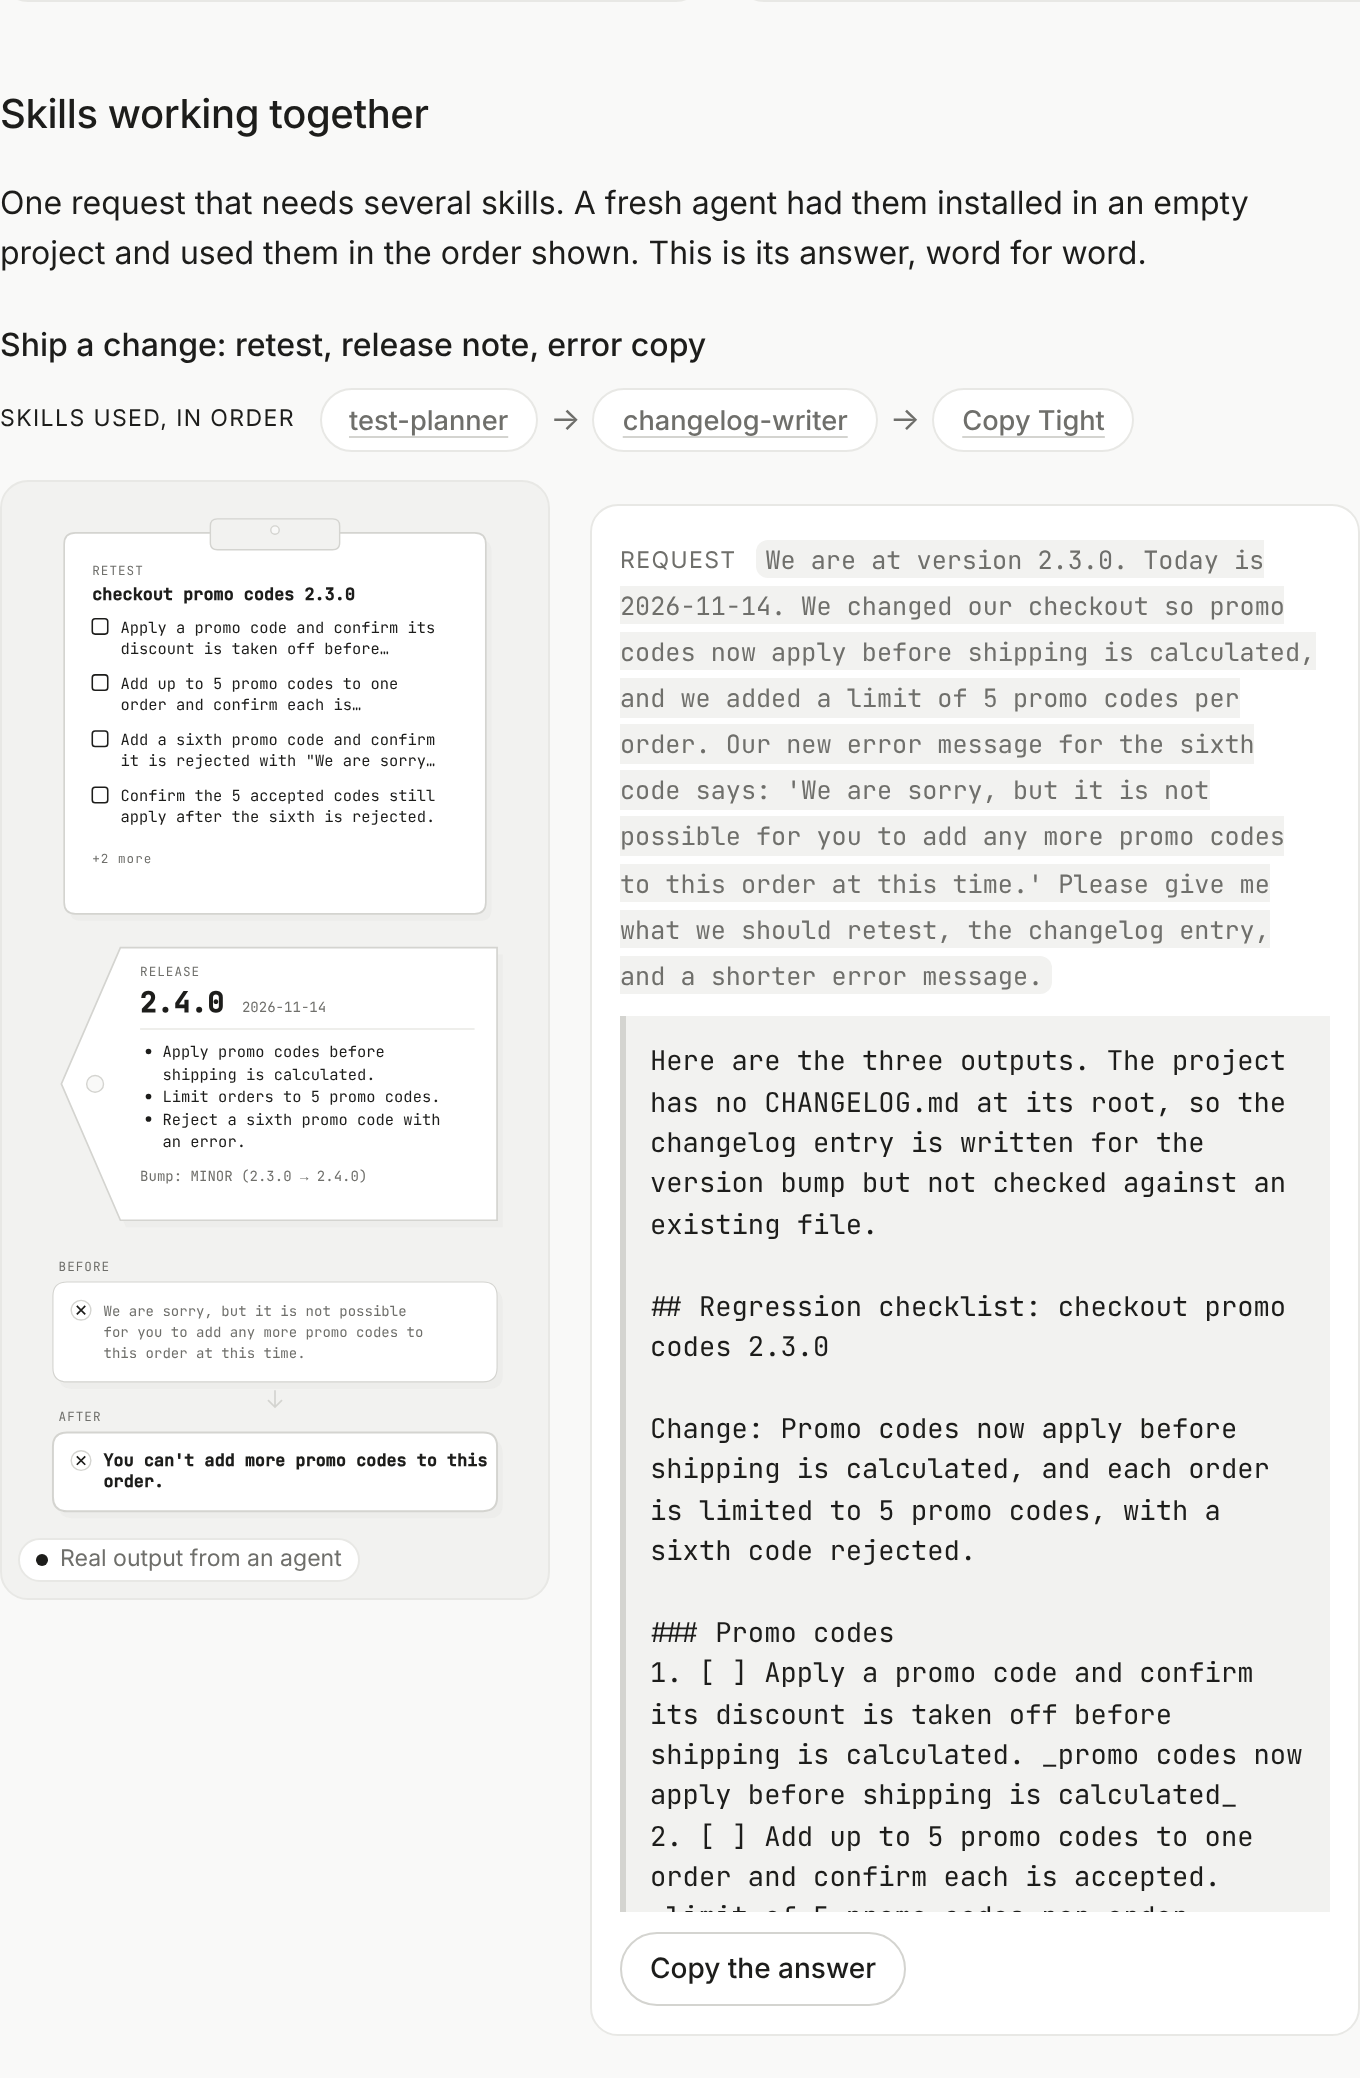 Skills working together
One request that needs several skills. A fresh agent had them installed in an empty
project and used them in the order shown. This is its answer, word for word.
Ship a change: retest, release note, error copy
SKILLS USED, IN ORDER test-planner → changelog-writer → Copy Tight
RETEST
checkout promo codes 2.3.0
Apply a promo code and confirm its
discount is taken off before…
Add up to 5 promo codes to one
order and confirm each is…
Add a sixth promo code and confirm
it is rejected with "We are sorry…
Confirm the 5 accepted codes still
apply after the sixth is rejected.
+2 more
RELEASE
2.4.0 2026-11-14
• Apply promo codes before
shipping is calculated.
• Limit orders to 5 promo codes.
• Reject a sixth promo code with
an error.
Bump: MINOR (2.3.0 → 2.4.0)
BEFORE
We are sorry, but it is not possible
for you to add any more promo codes to
this order at this time.
AFTER
You can't add more promo codes to this
order.
Real output from an agent
REQUEST We are at version 2.3.0. Today is
2026-11-14. We changed our checkout so promo
codes now apply before shipping is calculated,
and we added a limit of 5 promo codes per
order. Our new error message for the sixth
code says: 'We are sorry, but it is not
possible for you to add any more promo codes
to this order at this time.' Please give me
what we should retest, the changelog entry,
and a shorter error message.
Here are the three outputs. The project
has no CHANGELOG.md at its root, so the
changelog entry is written for the
version bump but not checked against an
existing file.
## Regression checklist: checkout promo
codes 2.3.0
Change: Promo codes now apply before
shipping is calculated, and each order
is limited to 5 promo codes, with a
sixth code rejected.
### Promo codes
1. [ ] Apply a promo code and confirm
its discount is taken off before
shipping is calculated. _promo codes now
apply before shipping is calculated_
2. [ ] Add up to 5 promo codes to one
order and confirm each is accepted.
limit of 5 promo codes per order
Copy the answer